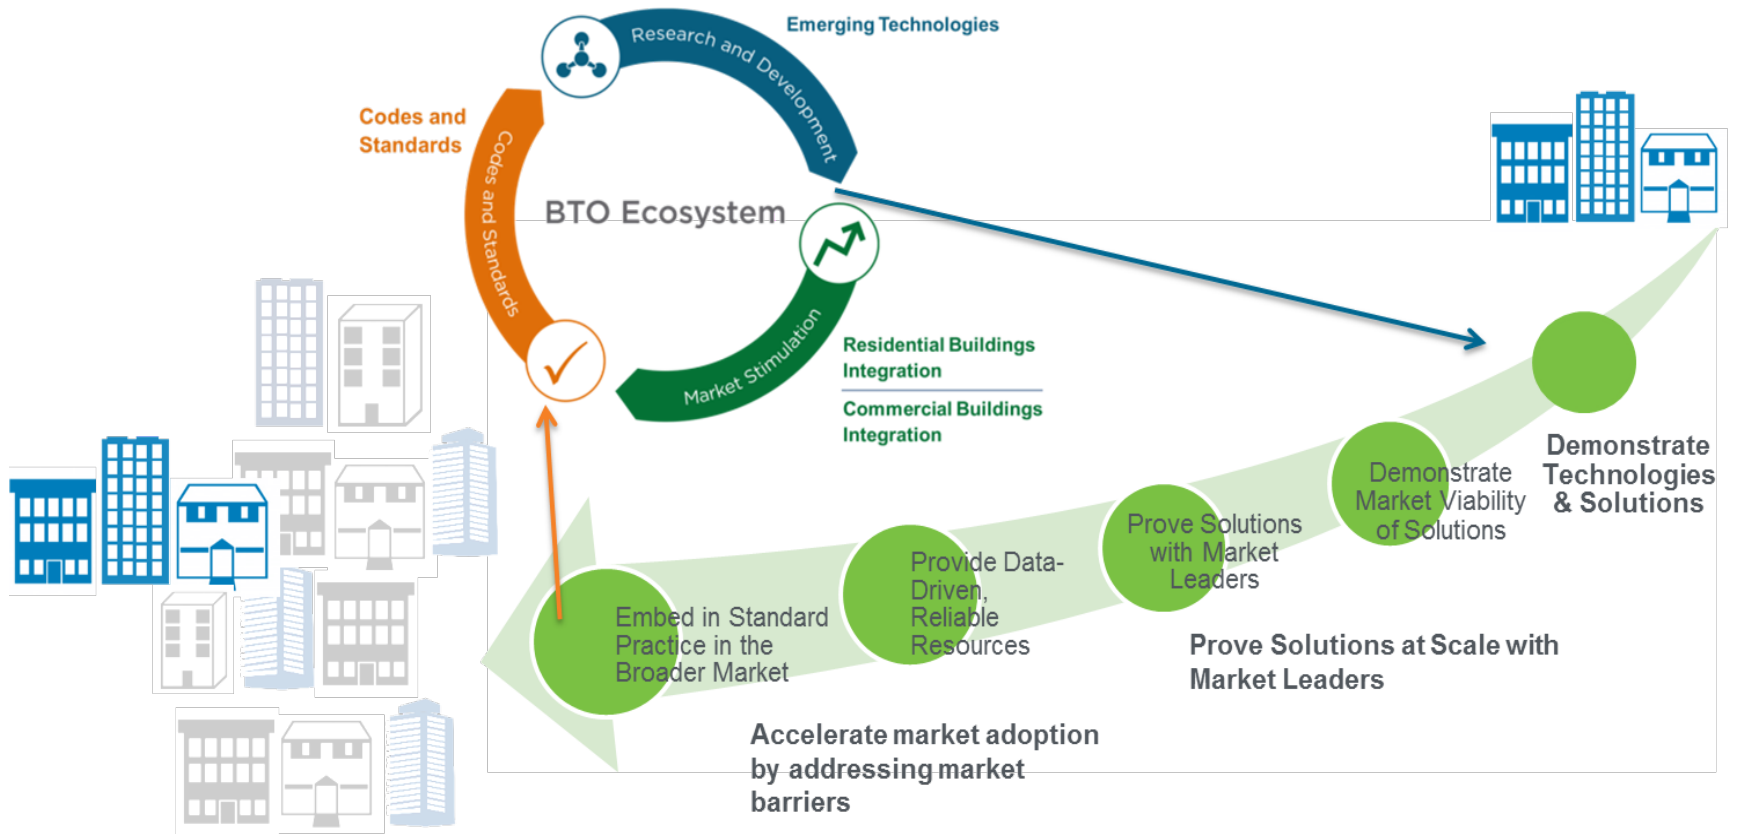 Emerging Technologies
Research and Development
Codes and
Standards
Codes and Standards
BTO Ecosystem
Market Stimulation
Residential Buildings
Integration
Commercial Buildings
Integration
Demonstrate
Technologies
& Solutions
Demonstrate
Market Viability
of Solutions
Prove Solutions
with Market
Leaders
Provide Data-
Driven,
Reliable
Resources
Embed in Standard
Practice in the
Broader Market
Prove Solutions at Scale with
Market Leaders
Accelerate market adoption
by addressing market
barriers